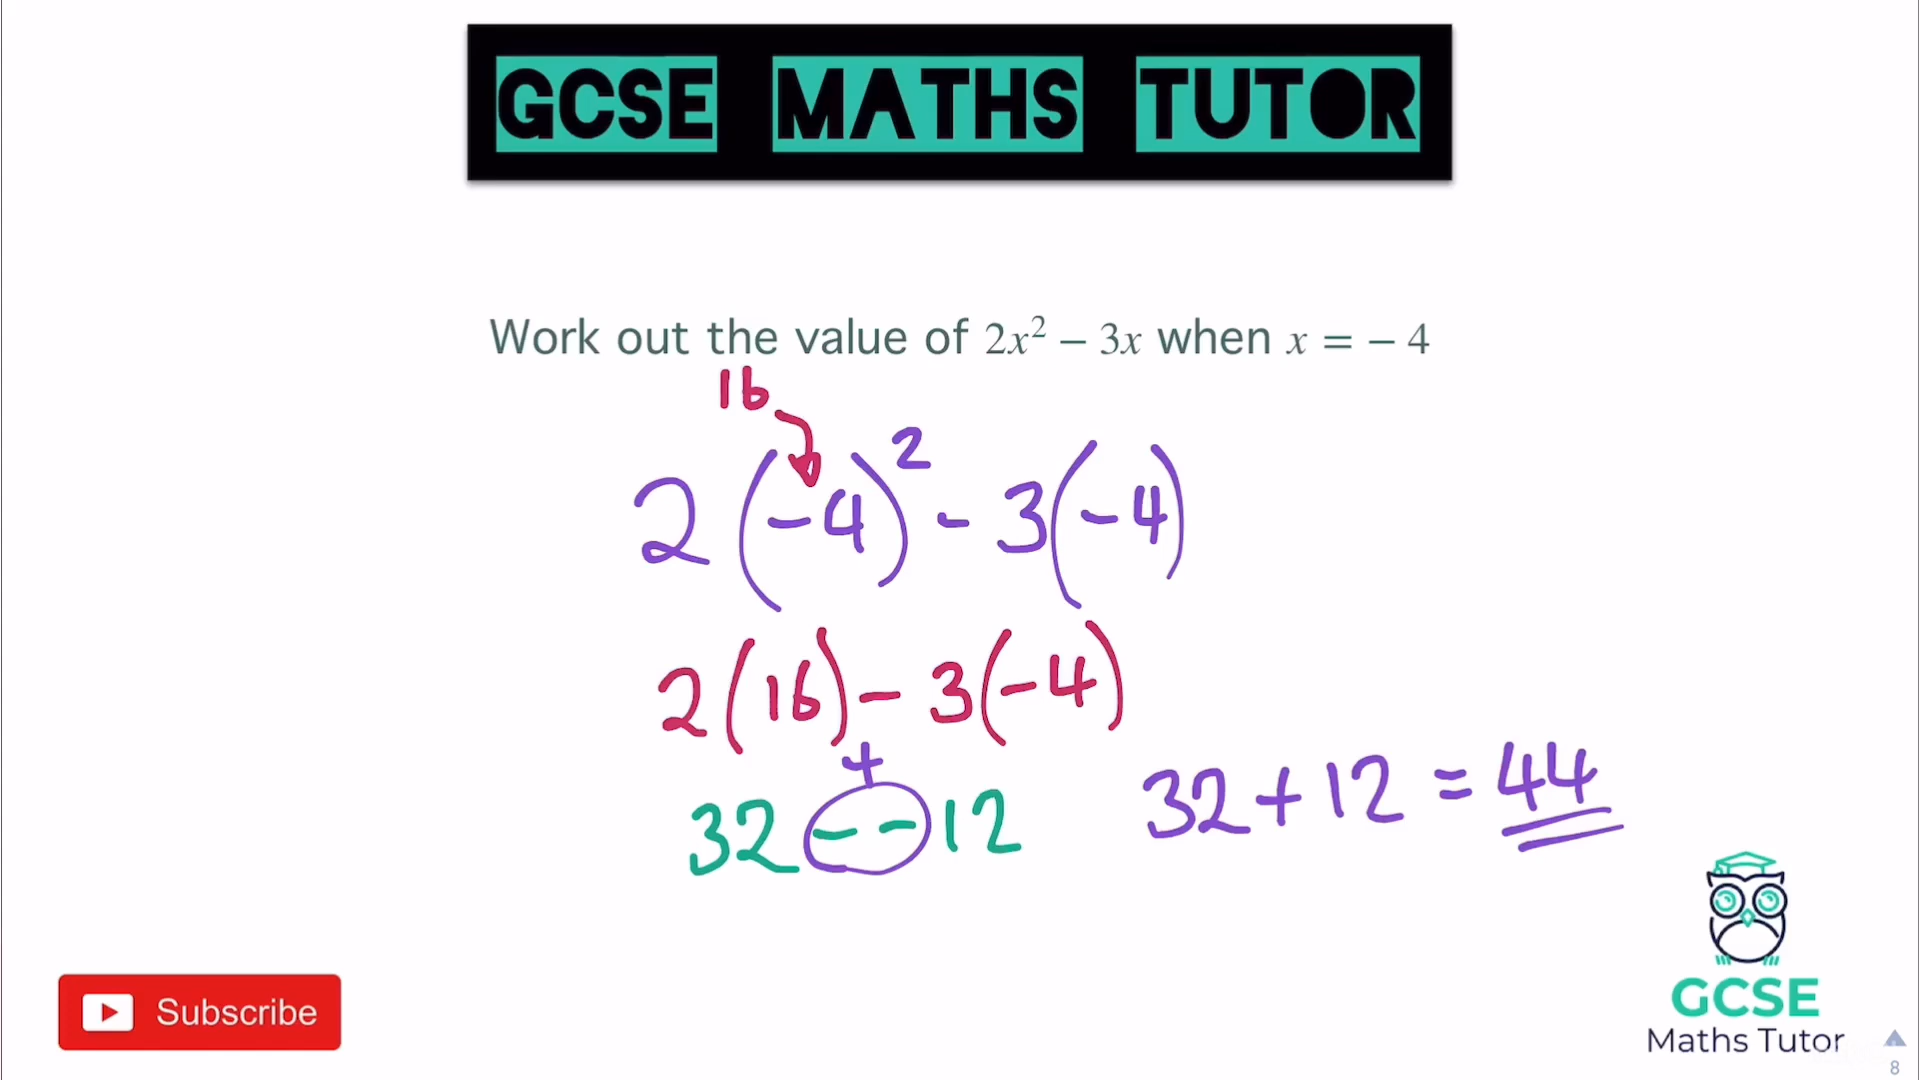 GCSE MATHS TUTOR
Work out the value of 2x² – 3x when x = – 4
16
2(-4)² - 3(-4)
2(16) - 3(-4)
+
32 - - 12
32 + 12 = 44
GCSE
Maths Tutor
Subscribe
8